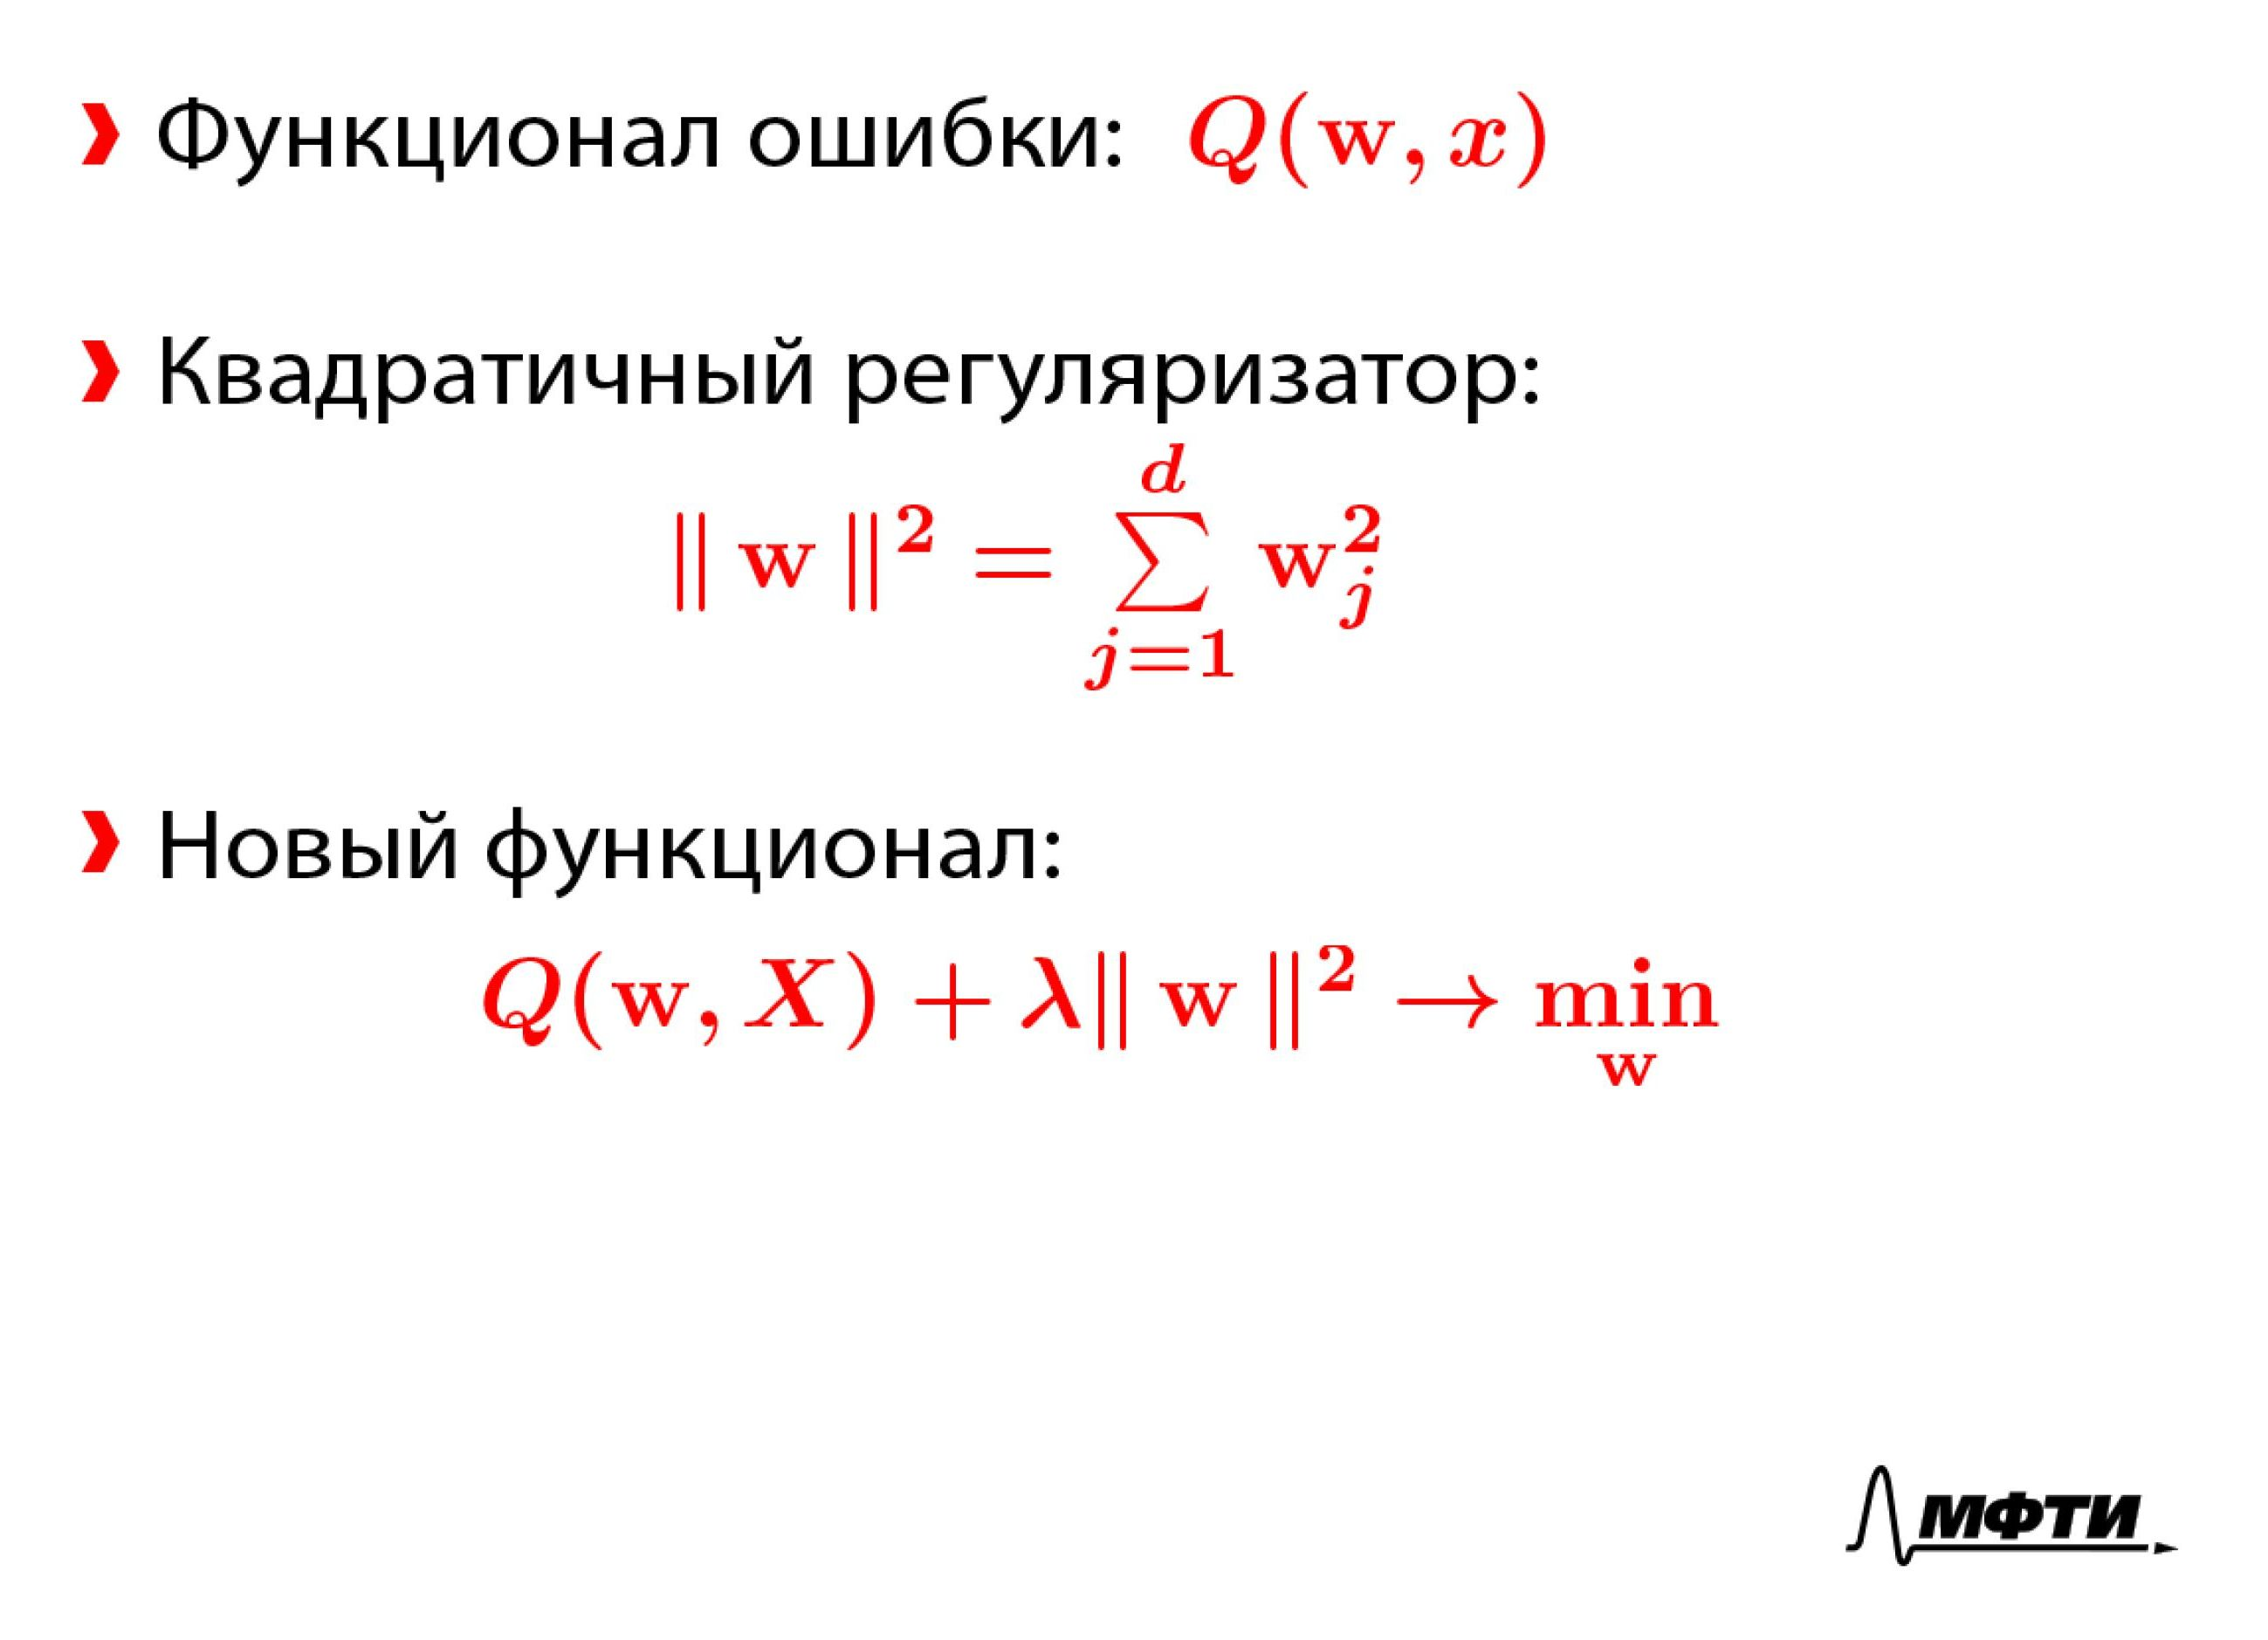 Функционал ошибки: Q(w, x)
Квадратичный регуляризатор:
‖ w ‖² = ∑_{j=1}^{d} w_j²
Новый функционал:
Q(w, X) + λ‖ w ‖² → min_w
МФТИ